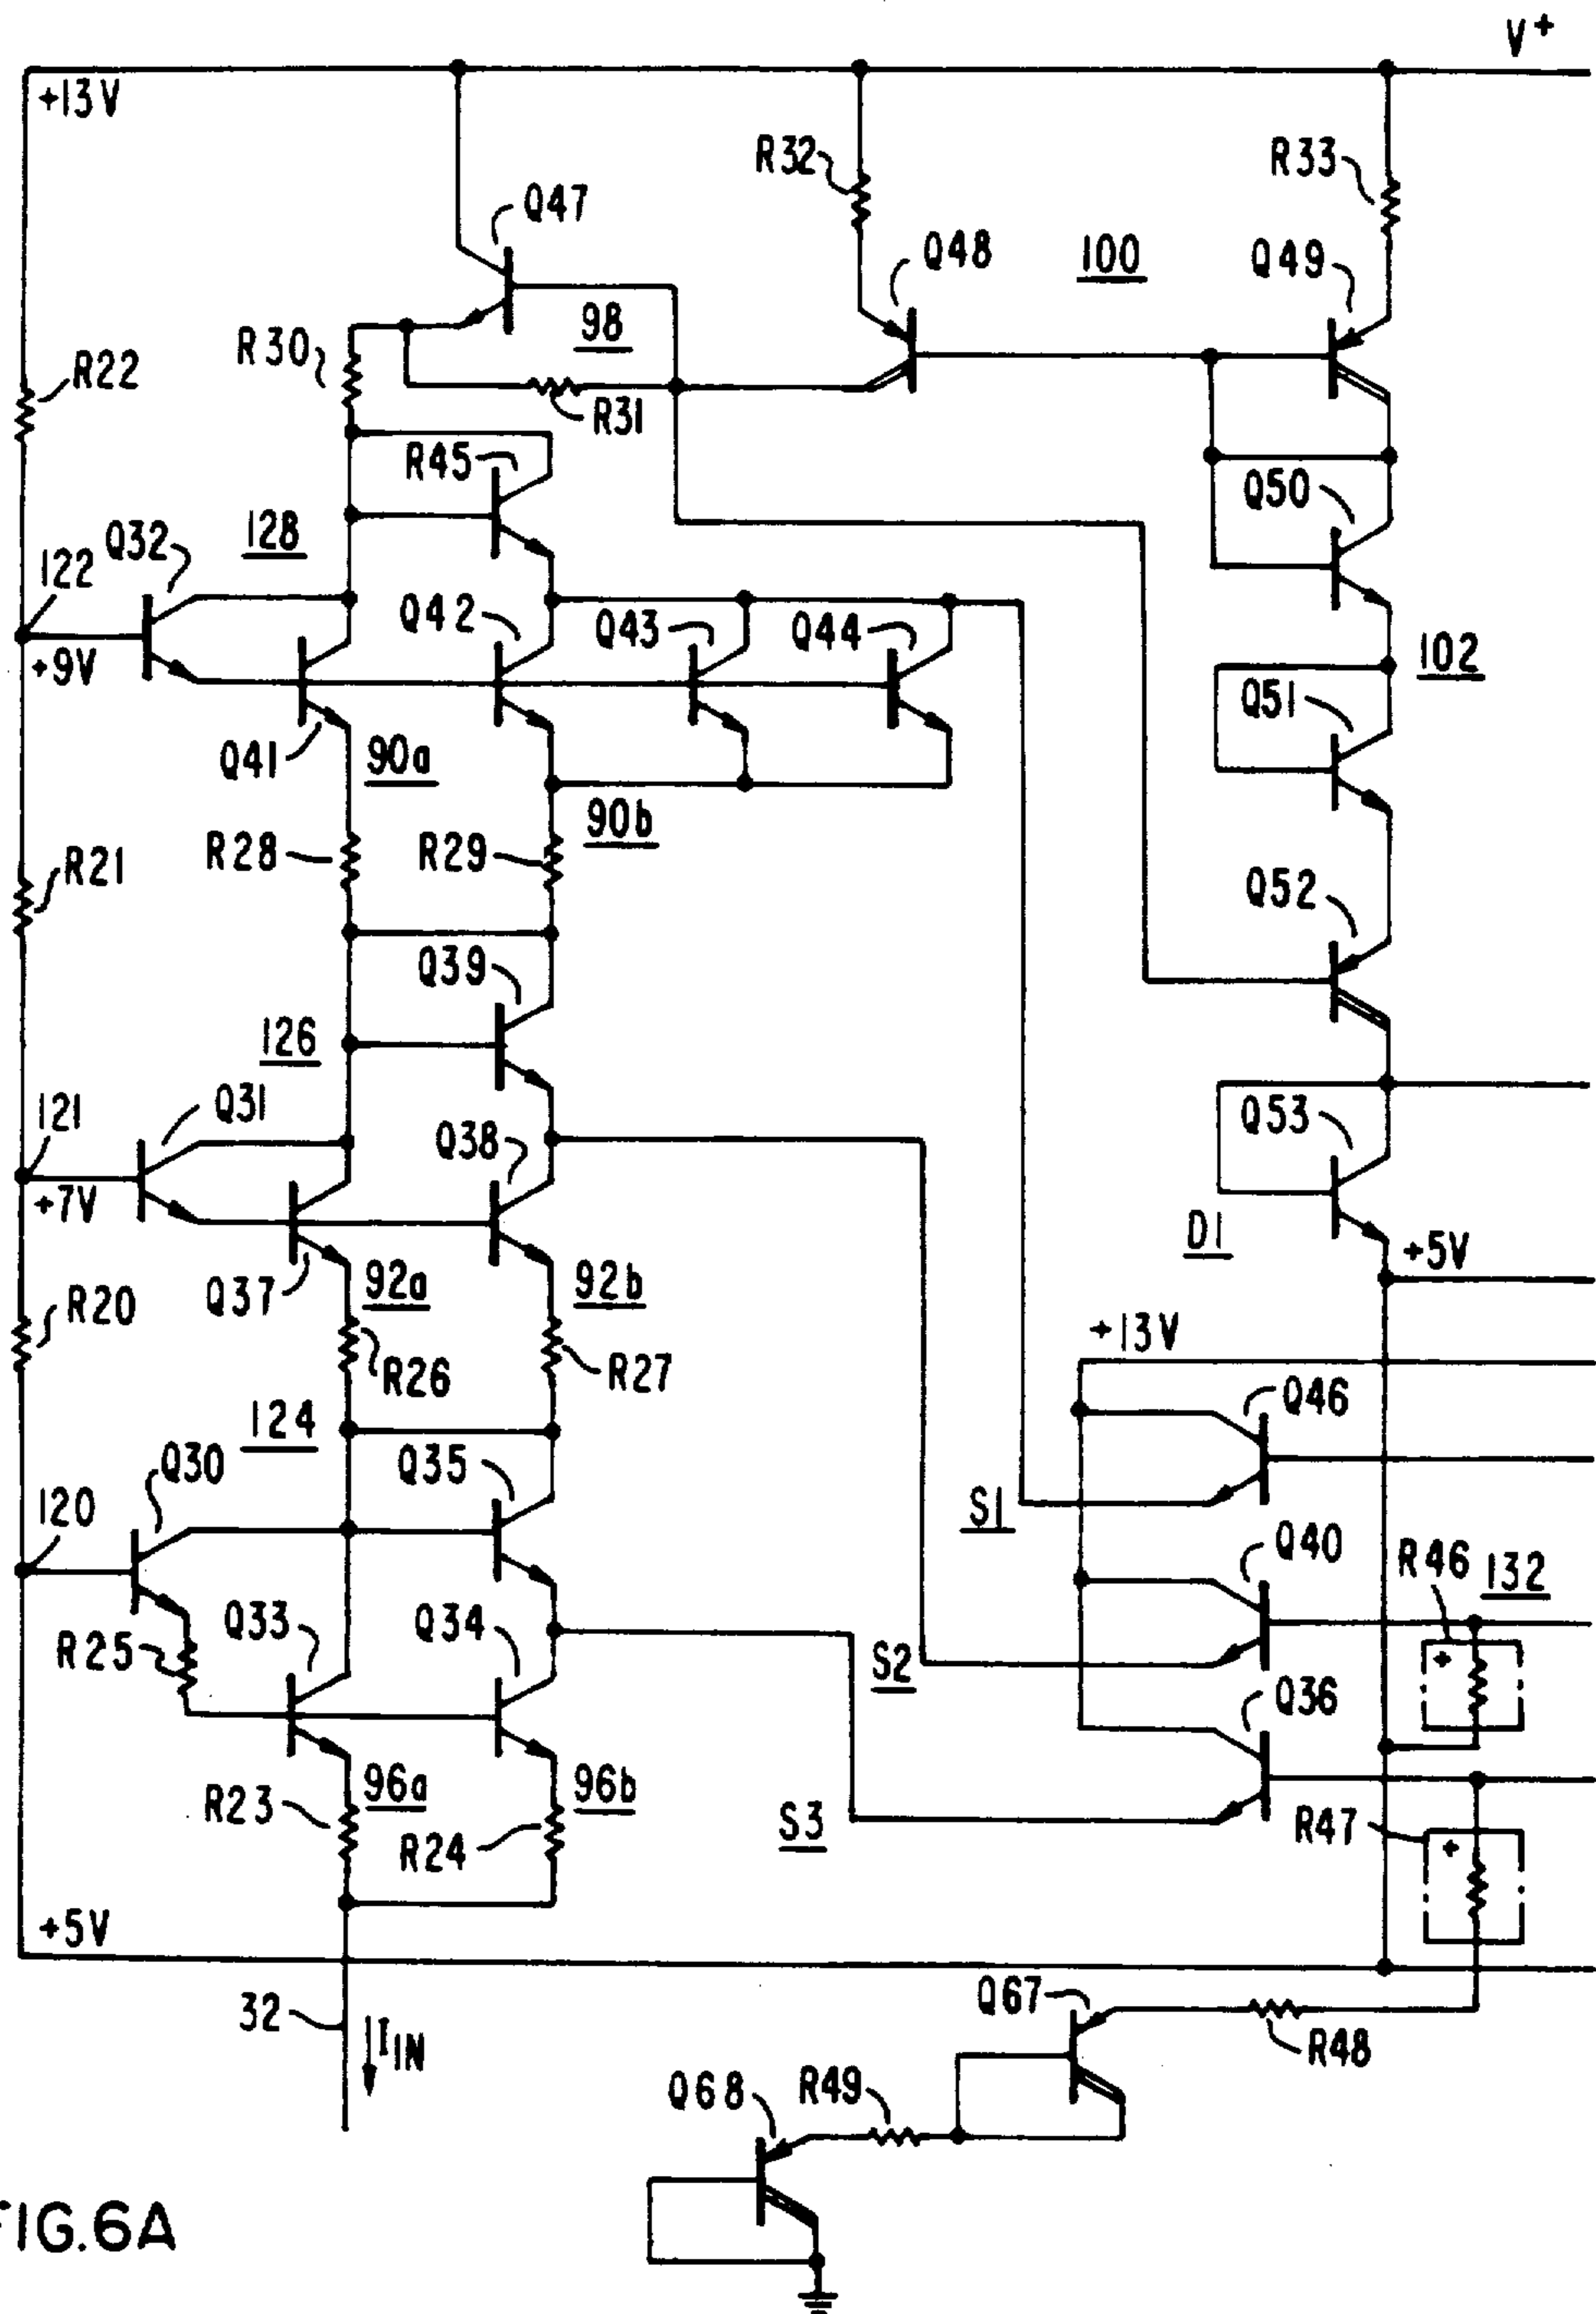 V+
+13V
R32
R33
Q47
Q48
100
Q49
98
R30
R22
R31
R45
Q50
Q32
128
122
Q42
Q43
Q44
+9V
102
Q51
Q41
90a
90b
R28
R29
R21
Q52
Q39
126
Q31
121
Q53
Q38
+7V
D1
+5V
Q37
92a
92b
R20
+13V
R26
R27
Q46
124
Q30
Q35
120
S1
Q40
R46
132
R25
Q33
Q34
S2
+
Q36
R23
96a
96b
S3
R47
+
R24
+5V
Q67
32
IIN
R48
Q68
R49
FIG.6A